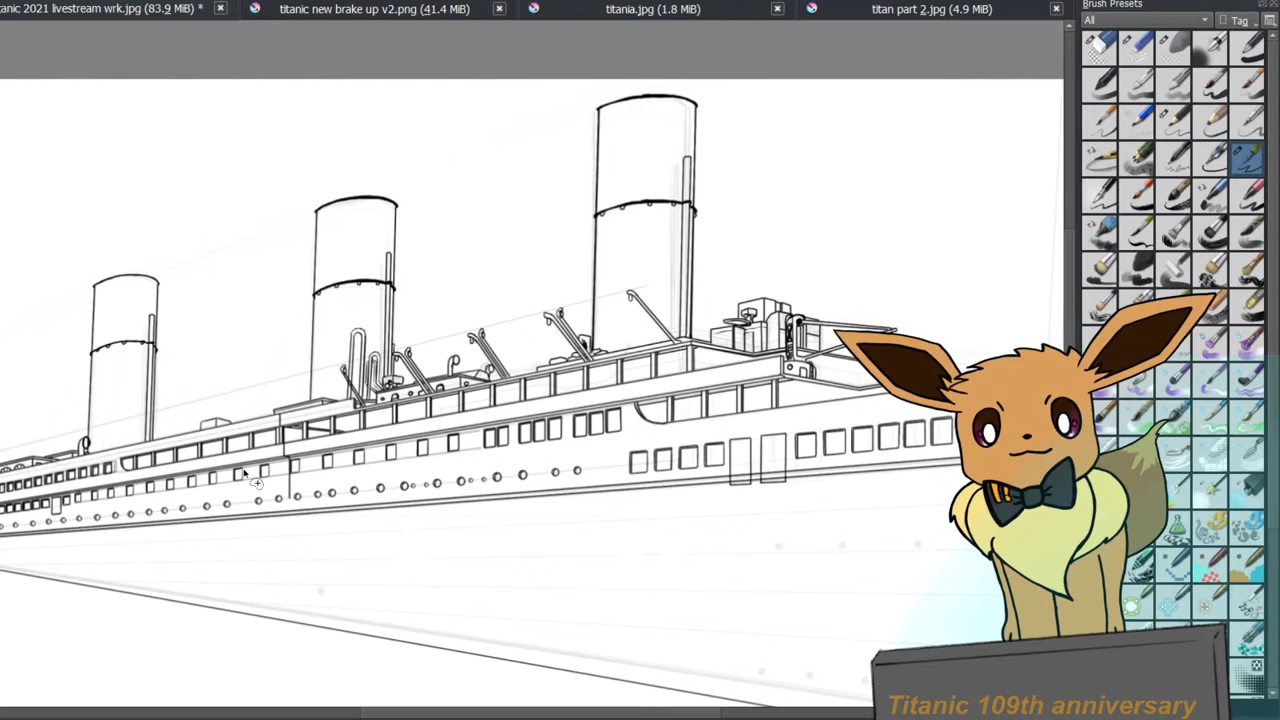 tanic 2021 livestream wrk.jpg (83.9 MiB) *
titanic new brake up v2.png (41.4 MiB)
titania.jpg (1.8 MiB)
titan part 2.jpg (4.9 MiB)
Brush Presets
All
Tag
Titanic 109th anniversary